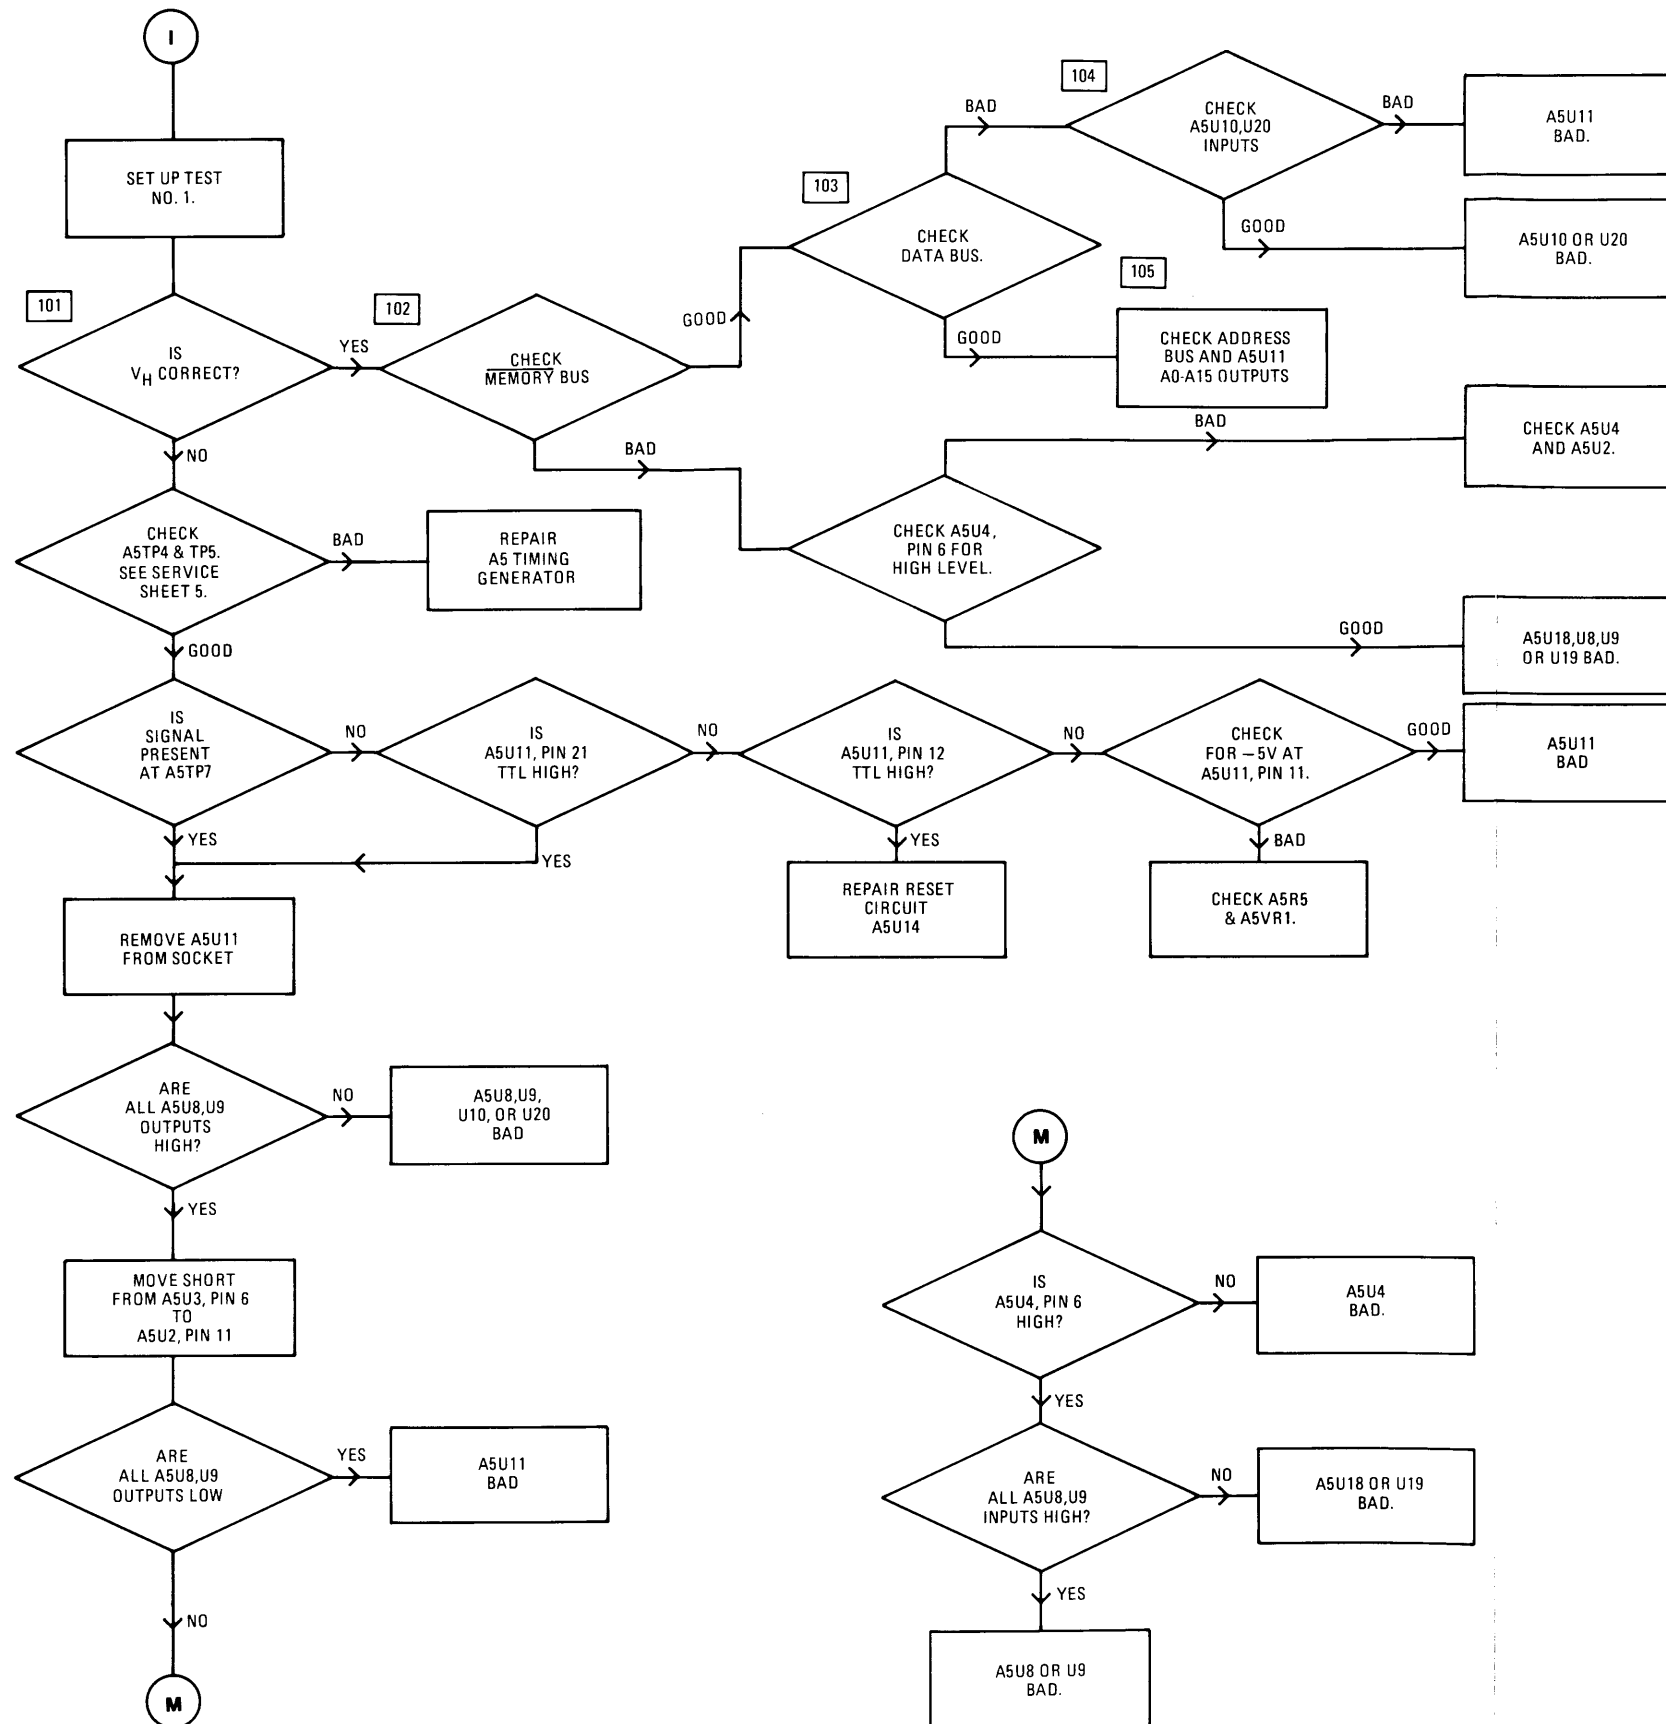 I
SET UP TEST
NO. 1.
101
IS
VH CORRECT?
YES
NO
102
CHECK
MEMORY BUS
GOOD
BAD
103
CHECK
DATA BUS.
BAD
GOOD
104
CHECK
A5U10,U20
INPUTS
BAD
A5U11
BAD.
GOOD
A5U10 OR U20
BAD.
105
CHECK ADDRESS
BUS AND A5U11
A0-A15 OUTPUTS
CHECK A5U4,
PIN 6 FOR
HIGH LEVEL.
BAD
CHECK A5U4
AND A5U2.
GOOD
A5U18,U8,U9
OR U19 BAD.
CHECK
A5TP4 & TP5.
SEE SERVICE
SHEET 5.
BAD
REPAIR
A5 TIMING
GENERATOR
GOOD
IS
SIGNAL
PRESENT
AT A5TP7
NO
YES
IS
A5U11, PIN 21
TTL HIGH?
NO
YES
IS
A5U11, PIN 12
TTL HIGH?
NO
YES
REPAIR RESET
CIRCUIT
A5U14
CHECK
FOR −5V AT
A5U11, PIN 11.
GOOD
A5U11
BAD
BAD
CHECK A5R5
& A5VR1.
REMOVE A5U11
FROM SOCKET
ARE
ALL A5U8,U9
OUTPUTS
HIGH?
NO
A5U8,U9,
U10, OR U20
BAD
YES
MOVE SHORT
FROM A5U3, PIN 6
TO
A5U2, PIN 11
ARE
ALL A5U8,U9
OUTPUTS LOW
YES
A5U11
BAD
NO
M
M
IS
A5U4, PIN 6
HIGH?
NO
A5U4
BAD.
YES
ARE
ALL A5U8,U9
INPUTS HIGH?
NO
A5U18 OR U19
BAD.
YES
A5U8 OR U9
BAD.